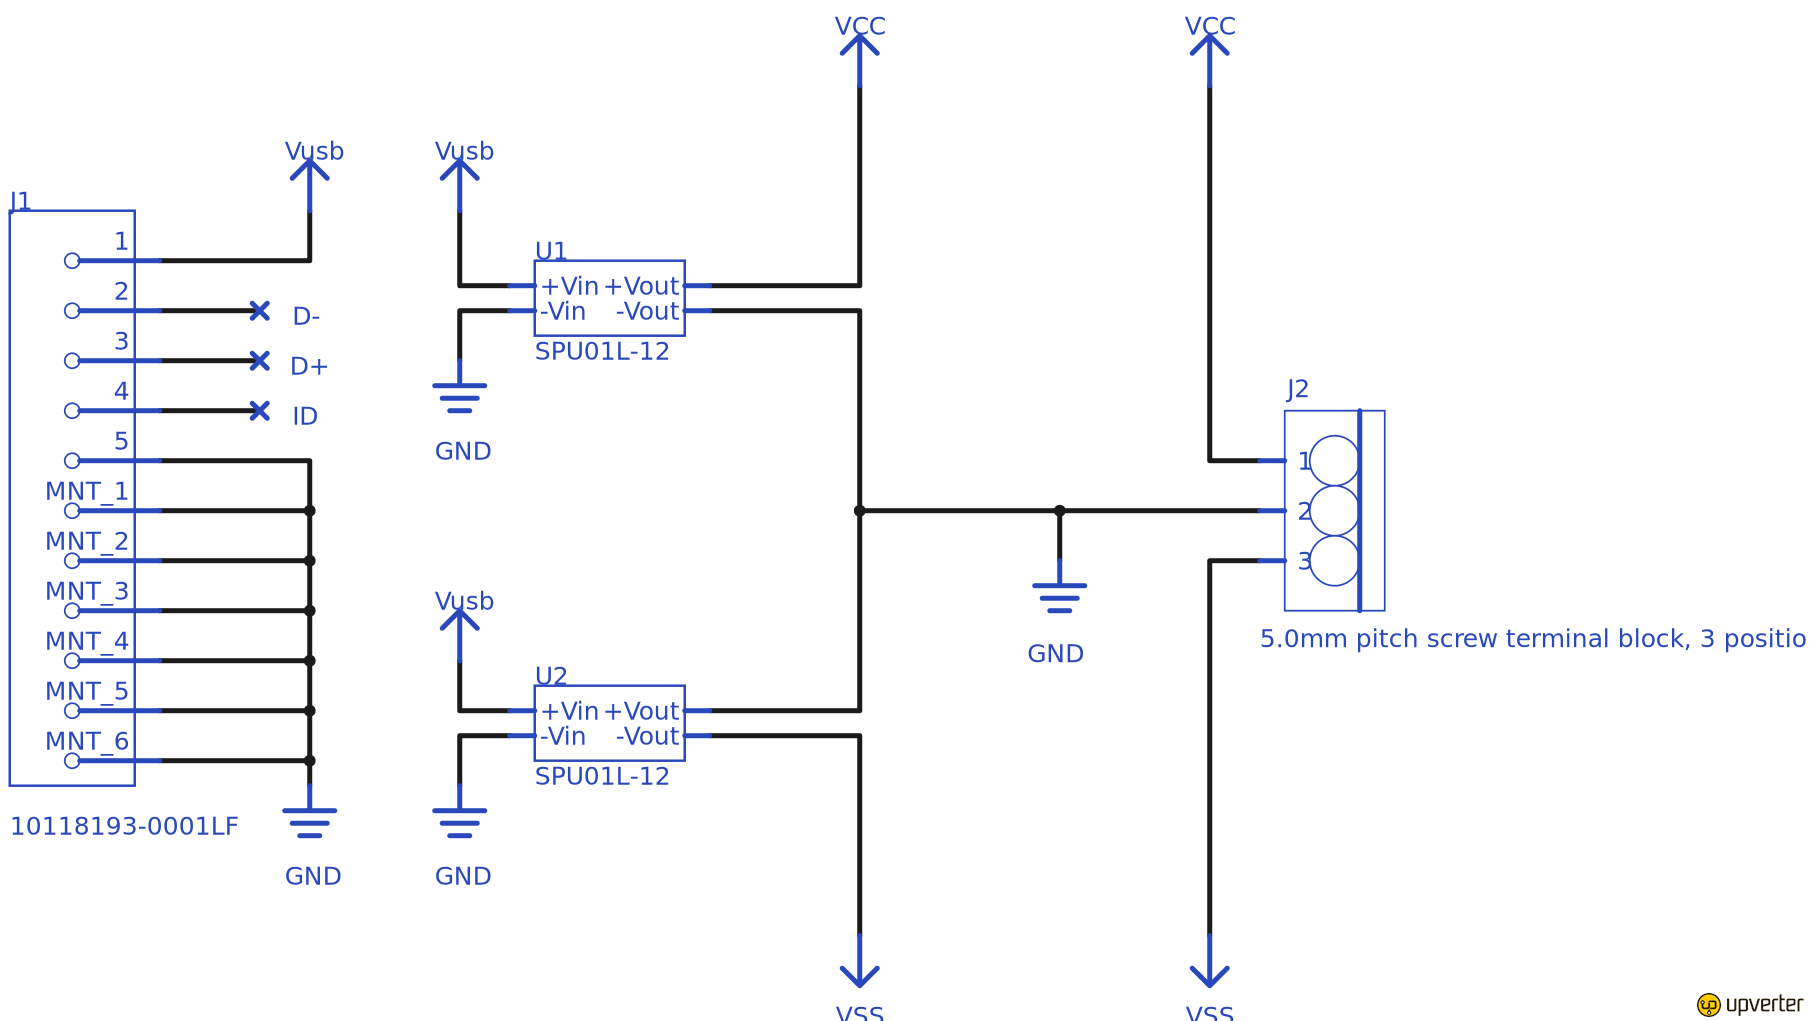 VCC
VCC
Vusb
Vusb
J1
1
2
D-
3
D+
4
ID
5
MNT_1
MNT_2
MNT_3
MNT_4
MNT_5
MNT_6
10118193-0001LF
GND
U1
+Vin +Vout
-Vin -Vout
SPU01L-12
GND
Vusb
U2
+Vin +Vout
-Vin -Vout
SPU01L-12
GND
GND
J2
1
2
3
5.0mm pitch screw terminal block, 3 positio
VSS
VSS
upverter